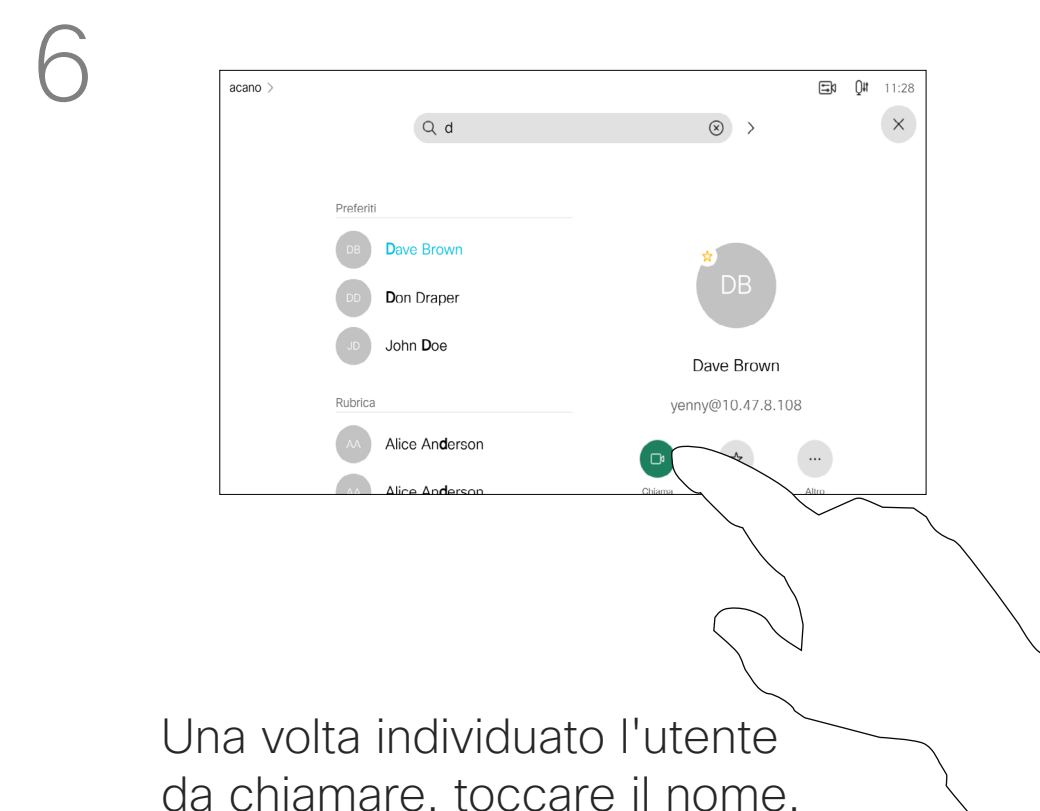 6
acano >
11:28
d
Preferiti
DB Dave Brown
DD Don Draper
JD John Doe
Rubrica
AA Alice Anderson
AA Alice Anderson
DB
Dave Brown
yenny@10.47.8.108
Chiama
Altro
Una volta individuato l'utente
da chiamare, toccare il nome.